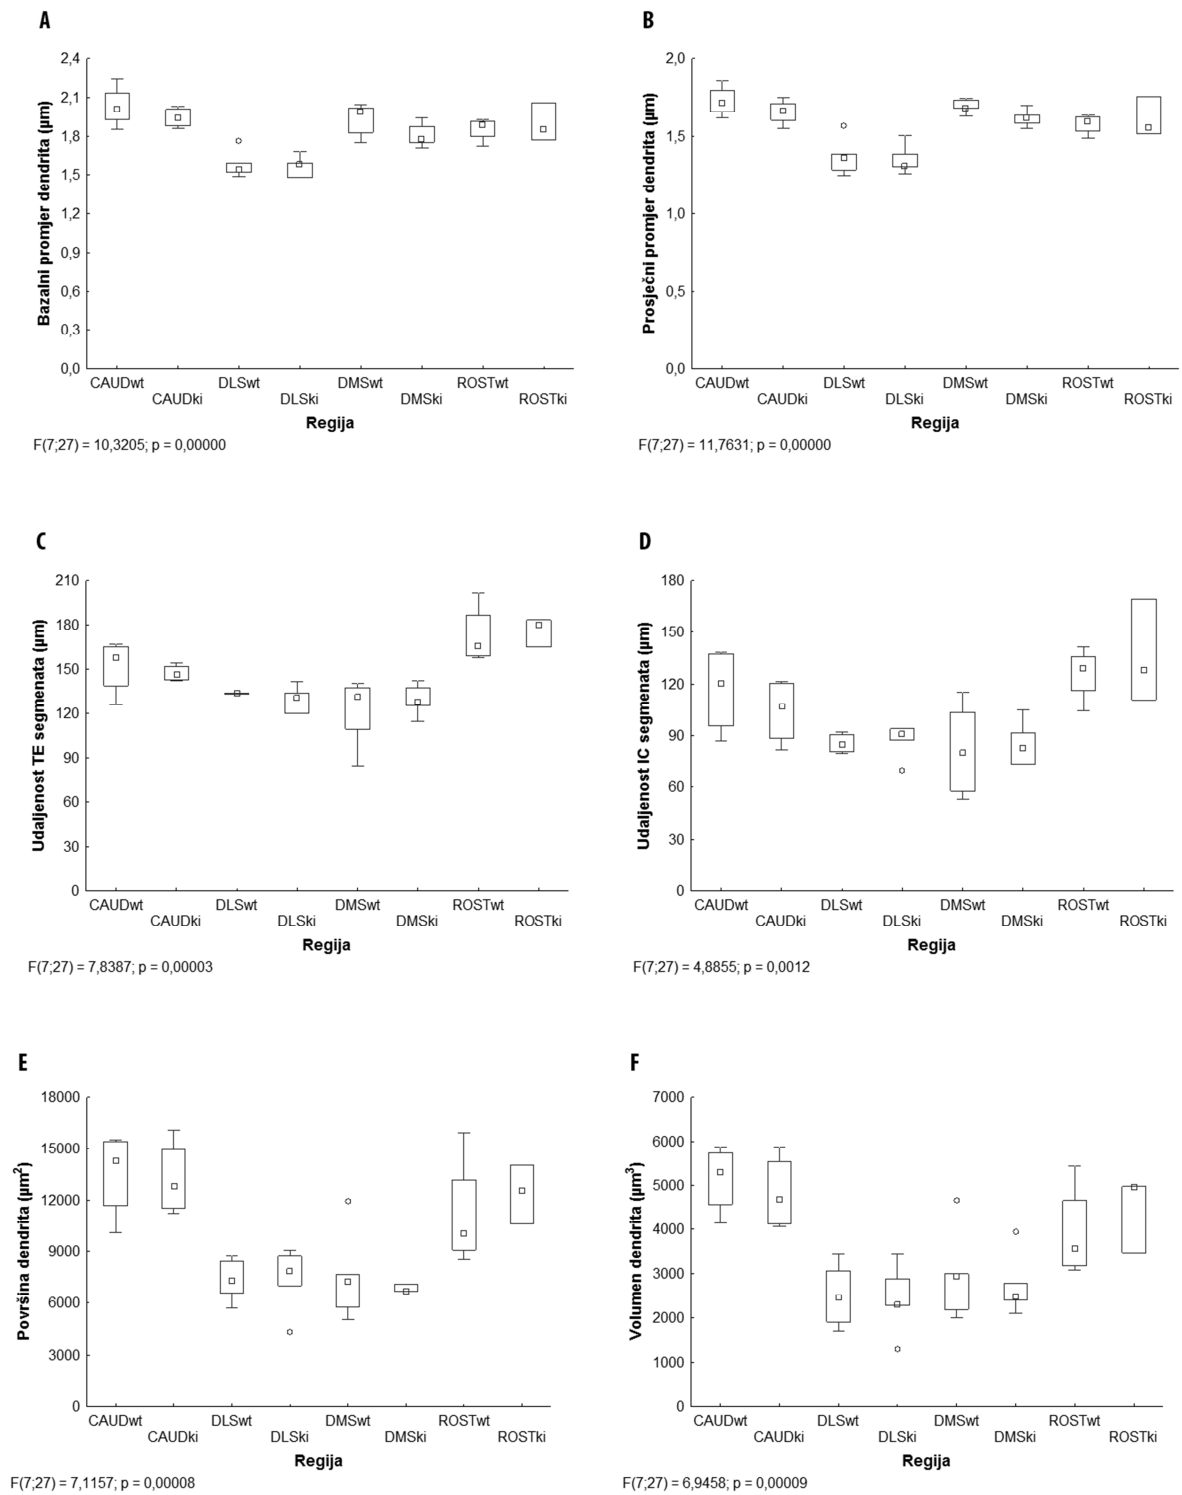 A
Bazalni promjer dendrita (µm)
2,4
2,1
1,8
1,5
1,2
0,9
0,6
0,3
0,0
CAUDwt DLSwt DMSwt ROSTwt
CAUDki DLSki DMSki ROSTki
Regija
F(7;27) = 10,3205; p = 0,00000
B
Prosječni promjer dendrita (µm)
2,0
1,5
1,0
0,5
0,0
CAUDwt DLSwt DMSwt ROSTwt
CAUDki DLSki DMSki ROSTki
Regija
F(7;27) = 11,7631; p = 0,00000
C
Udaljenost TE segmenata (µm)
210
180
150
120
90
60
30
0
CAUDwt DLSwt DMSwt ROSTwt
CAUDki DLSki DMSki ROSTki
Regija
F(7;27) = 7,8387; p = 0,00003
D
Udaljenost IC segmenata (µm)
180
150
120
90
60
30
0
CAUDwt DLSwt DMSwt ROSTwt
CAUDki DLSki DMSki ROSTki
Regija
F(7;27) = 4,8855; p = 0,0012
E
Površina dendrita (µm²)
18000
15000
12000
9000
6000
3000
0
CAUDwt DLSwt DMSwt ROSTwt
CAUDki DLSki DMSki ROSTki
Regija
F(7;27) = 7,1157; p = 0,00008
F
Volumen dendrita (µm³)
7000
6000
5000
4000
3000
2000
1000
0
CAUDwt DLSwt DMSwt ROSTwt
CAUDki DLSki DMSki ROSTki
Regija
F(7;27) = 6,9458; p = 0,00009